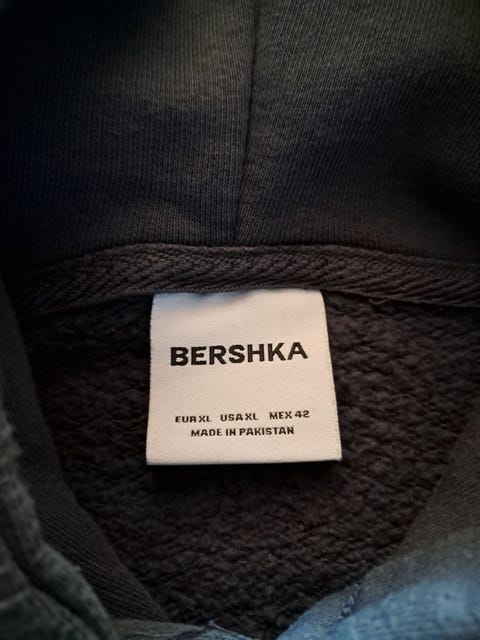 BERSHKA
EUR XL USA XL MEX 42
MADE IN PAKISTAN